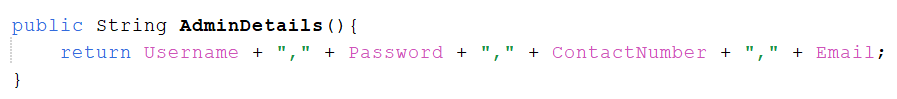 public String AdminDetails(){
    return Username + "," + Password + "," + ContactNumber + "," + Email;
}